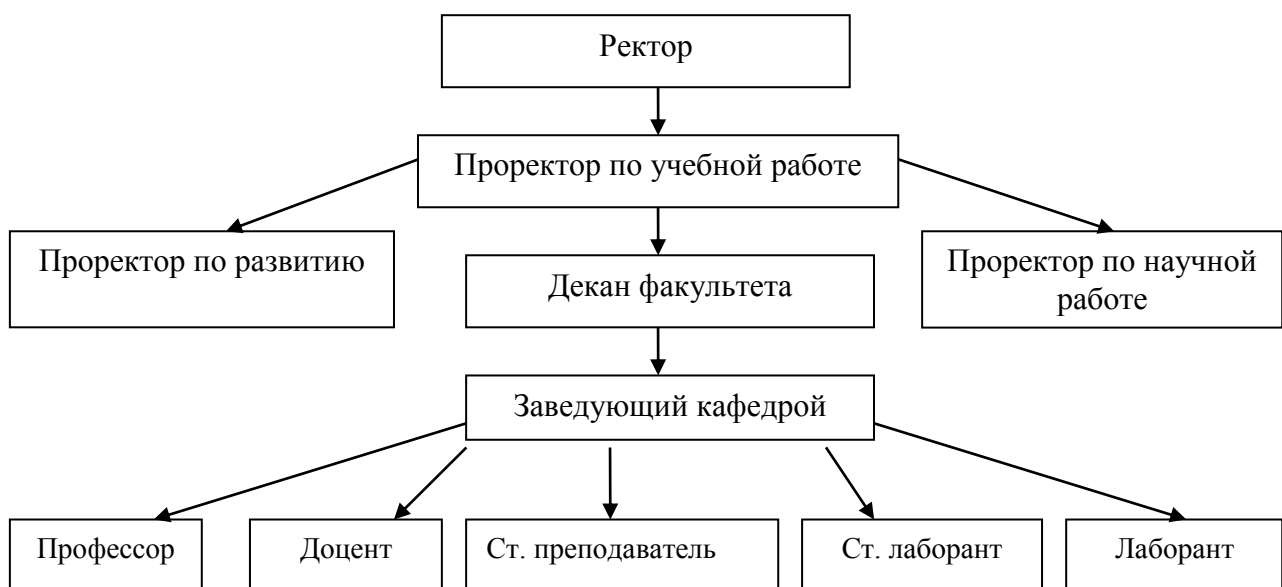 Ректор
Проректор по учебной работе
Проректор по развитию
Декан факультета
Проректор по научной
работе
Заведующий кафедрой
Профессор
Доцент
Ст. преподаватель
Ст. лаборант
Лаборант